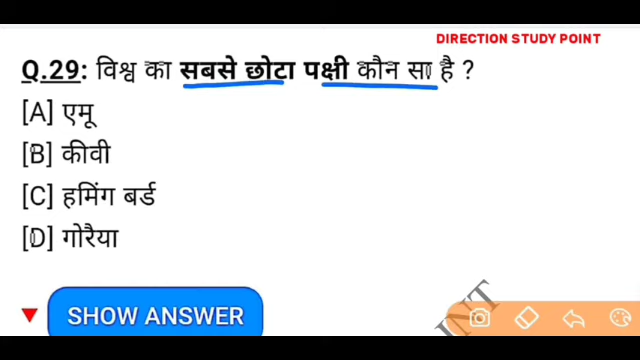 DIRECTION STUDY POINT
Q.29: विश्व का सबसे छोटा पक्षी कौन सा है ?
[A] एमू
[B] कीवी
[C] हमिंग बर्ड
[D] गोरैया
SHOW ANSWER